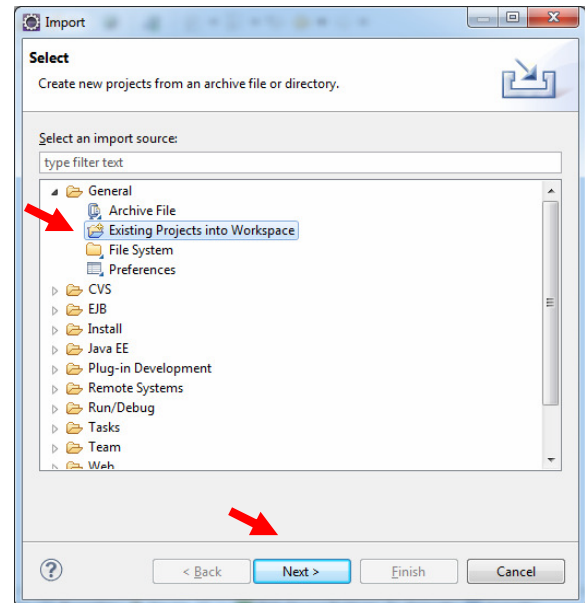 Import
Select
Create new projects from an archive file or directory.
Select an import source:
type filter text
General
Archive File
Existing Projects into Workspace
File System
Preferences
CVS
EJB
Install
Java EE
Plug-in Development
Remote Systems
Run/Debug
Tasks
Team
Web
< Back Next > Finish Cancel